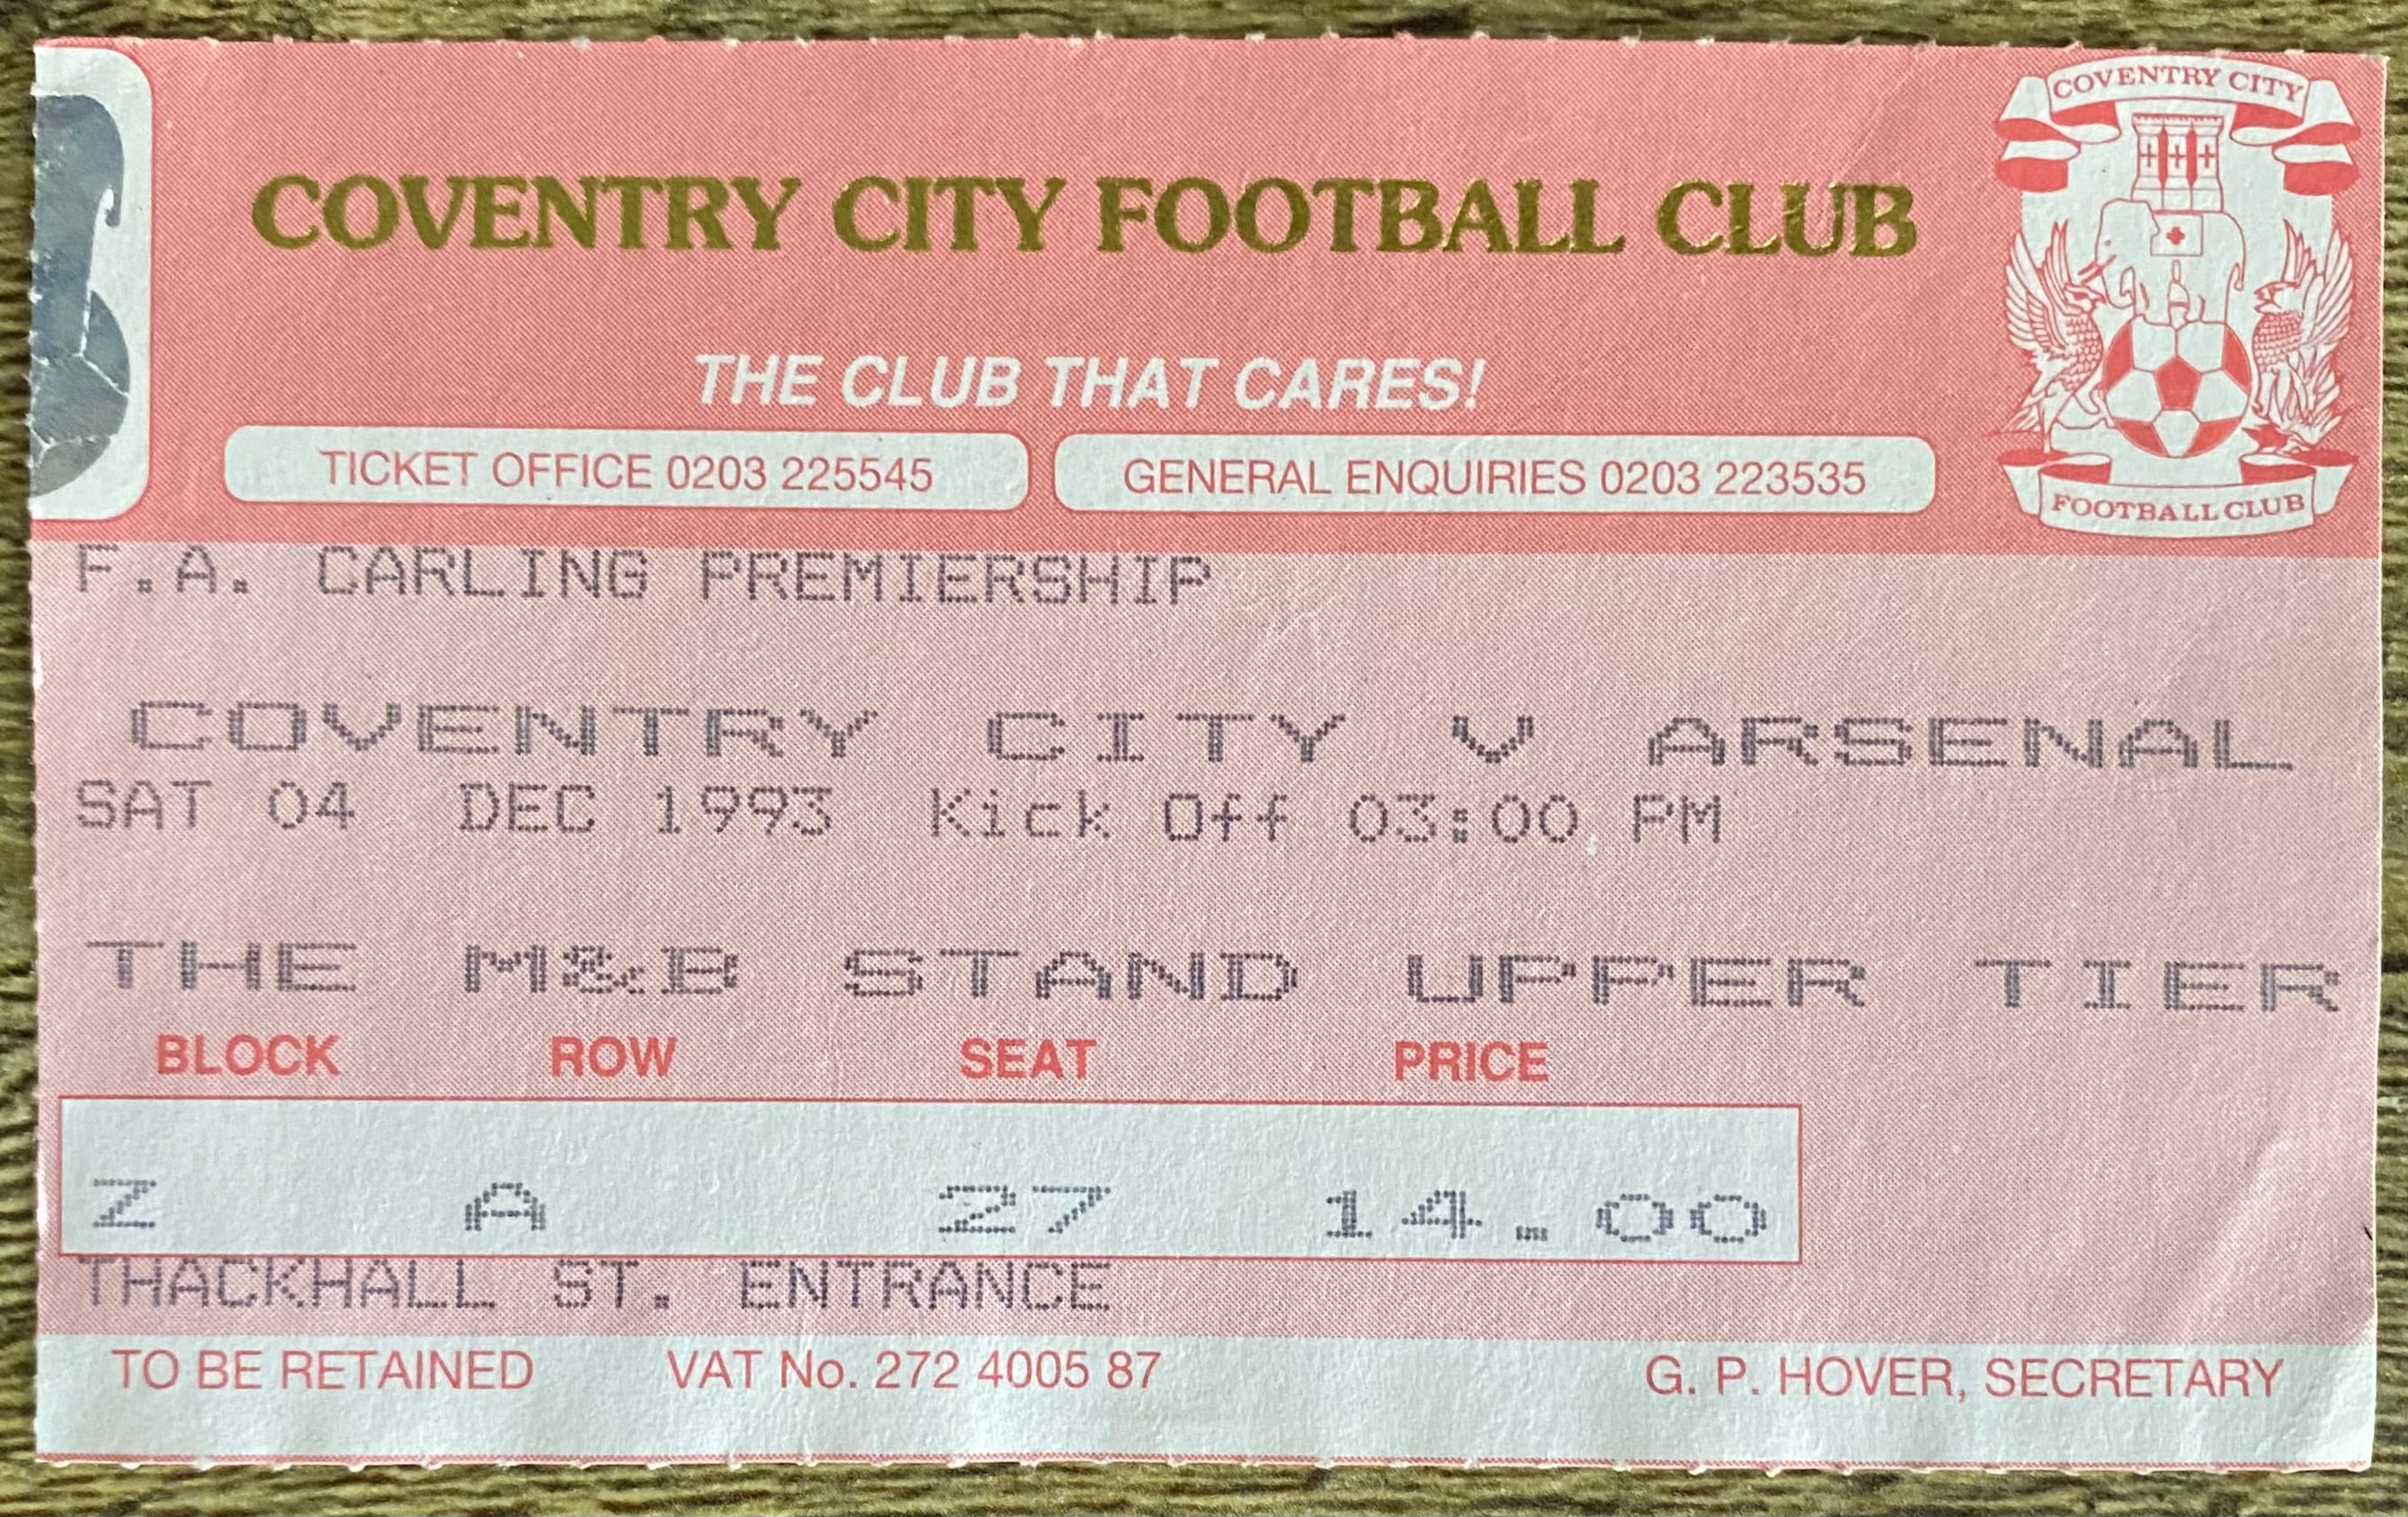 COVENTRY CITY
COVENTRY CITY FOOTBALL CLUB
THE CLUB THAT CARES!
TICKET OFFICE 0203 225545 GENERAL ENQUIRIES 0203 223535
FOOTBALL CLUB
F.A. CARLING PREMIERSHIP
COVENTRY CITY V ARSENAL
SAT 04 DEC 1993 Kick Off 03:00 PM
THE M&B STAND UPPER TIER
BLOCK ROW SEAT PRICE
Z A 27 14.00
THACKHALL ST. ENTRANCE
TO BE RETAINED VAT No. 272 4005 87 G. P. HOVER, SECRETARY